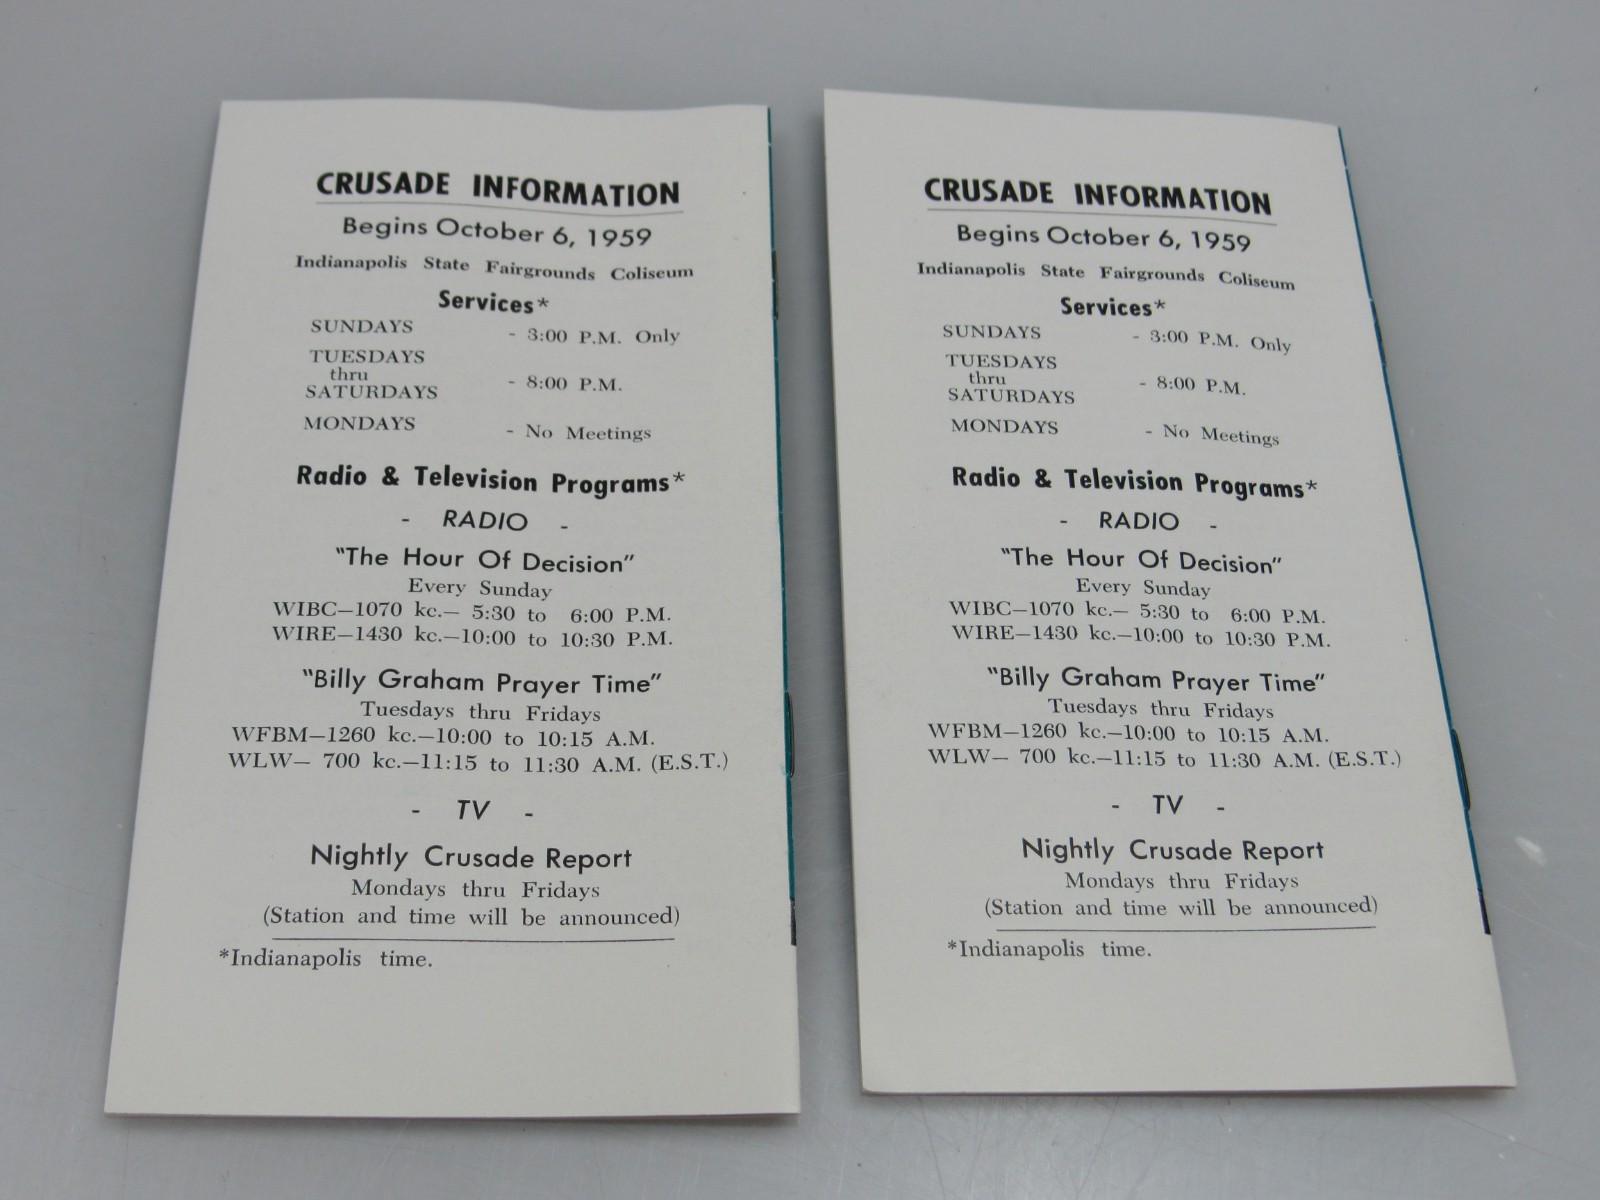 CRUSADE INFORMATION
Begins October 6, 1959
Indianapolis State Fairgrounds Coliseum
Services*
SUNDAYS - 3:00 P.M. Only
TUESDAYS
thru - 8:00 P.M.
SATURDAYS
MONDAYS - No Meetings
Radio & Television Programs*
- RADIO -
"The Hour Of Decision"
Every Sunday
WIBC—1070 kc.— 5:30 to 6:00 P.M.
WIRE—1430 kc.—10:00 to 10:30 P.M.
"Billy Graham Prayer Time"
Tuesdays thru Fridays
WFBM—1260 kc.—10:00 to 10:15 A.M.
WLW— 700 kc.—11:15 to 11:30 A.M. (E.S.T.)
- TV -
Nightly Crusade Report
Mondays thru Fridays
(Station and time will be announced)
*Indianapolis time.
CRUSADE INFORMATION
Begins October 6, 1959
Indianapolis State Fairgrounds Coliseum
Services*
SUNDAYS - 3:00 P.M. Only
TUESDAYS
thru - 8:00 P.M.
SATURDAYS
MONDAYS - No Meetings
Radio & Television Programs*
- RADIO -
"The Hour Of Decision"
Every Sunday
WIBC—1070 kc.— 5:30 to 6:00 P.M.
WIRE—1430 kc.—10:00 to 10:30 P.M.
"Billy Graham Prayer Time"
Tuesdays thru Fridays
WFBM—1260 kc.—10:00 to 10:15 A.M.
WLW— 700 kc.—11:15 to 11:30 A.M. (E.S.T.)
- TV -
Nightly Crusade Report
Mondays thru Fridays
(Station and time will be announced)
*Indianapolis time.